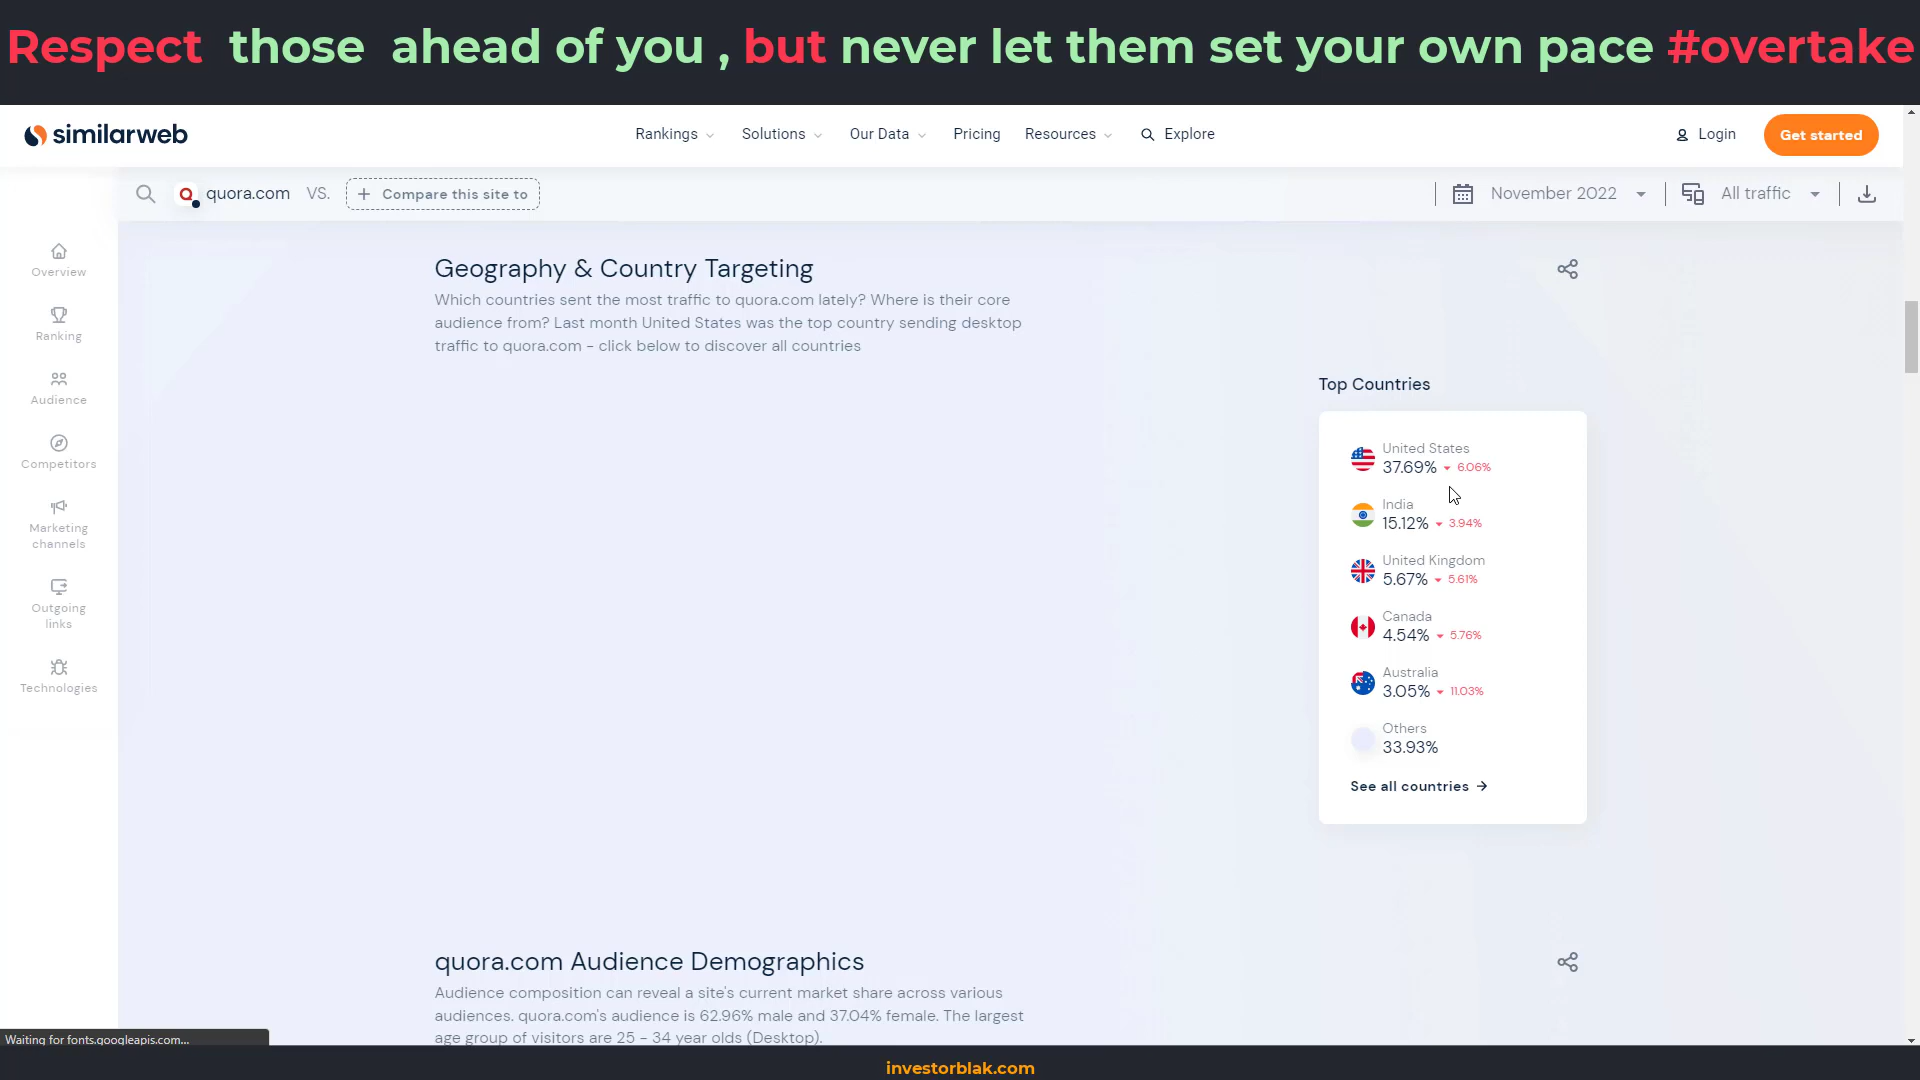 Respect those ahead of you , but never let them set your own pace #overtake
similarweb
Rankings
Solutions
Our Data
Pricing
Resources
Explore
Login
Get started
quora.com VS.
+ Compare this site to
November 2022
All traffic
Overview
Ranking
Audience
Competitors
Marketing
channels
Outgoing
links
Technologies
Geography & Country Targeting
Which countries sent the most traffic to quora.com lately? Where is their core
audience from? Last month United States was the top country sending desktop
traffic to quora.com - click below to discover all countries
Top Countries
United States
37.69% 6.06%
India
15.12% 3.94%
United Kingdom
5.67% 5.61%
Canada
4.54% 5.76%
Australia
3.05% 11.03%
Others
33.93%
See all countries →
quora.com Audience Demographics
Audience composition can reveal a site's current market share across various
audiences. quora.com's audience is 62.96% male and 37.04% female. The largest
age group of visitors are 25 - 34 year olds (Desktop).
Waiting for fonts.googleapis.com...
investorblak.com